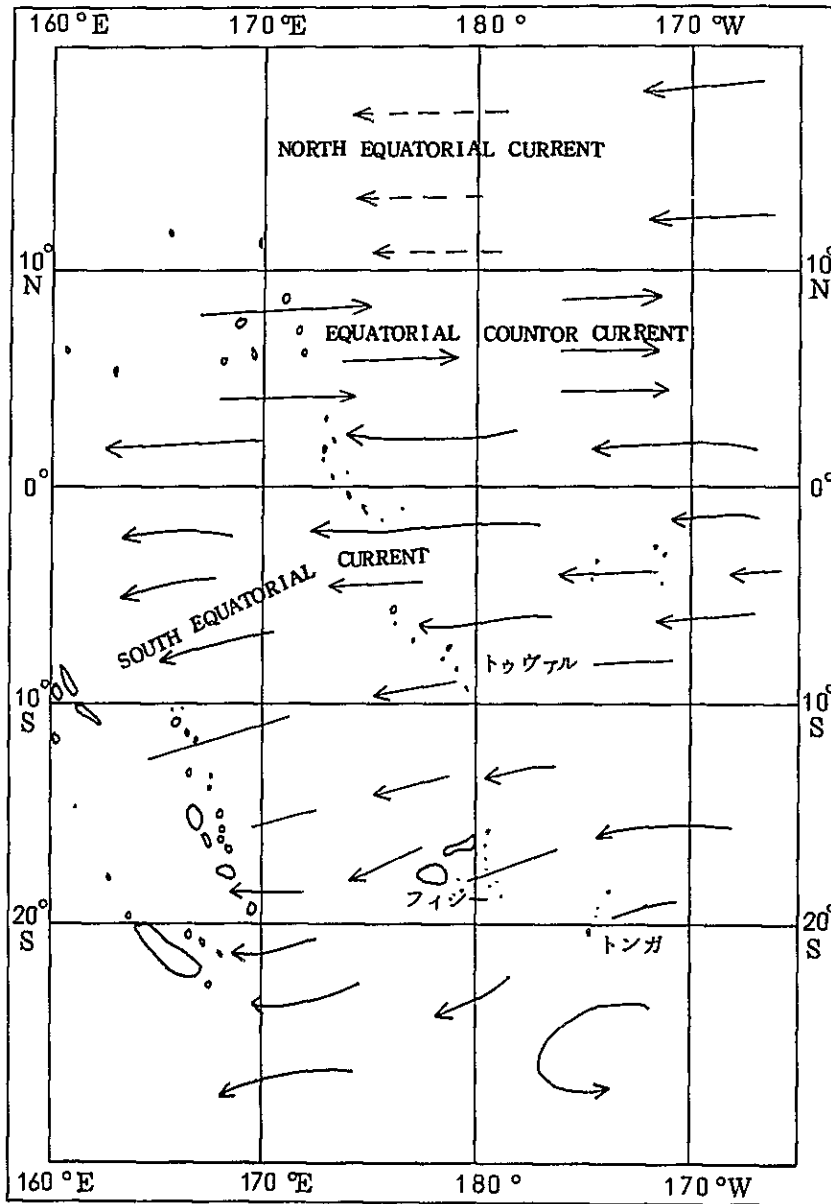 160°E 170°E 180° 170°W
NORTH EQUATORIAL CURRENT
10°N 10°N
EQUATORIAL COUNTOR CURRENT
0° 0°
SOUTH EQUATORIAL CURRENT
トゥヴァル
10°S 10°S
フィジー
20°S 20°S
トンガ
160°E 170°E 180° 170°W